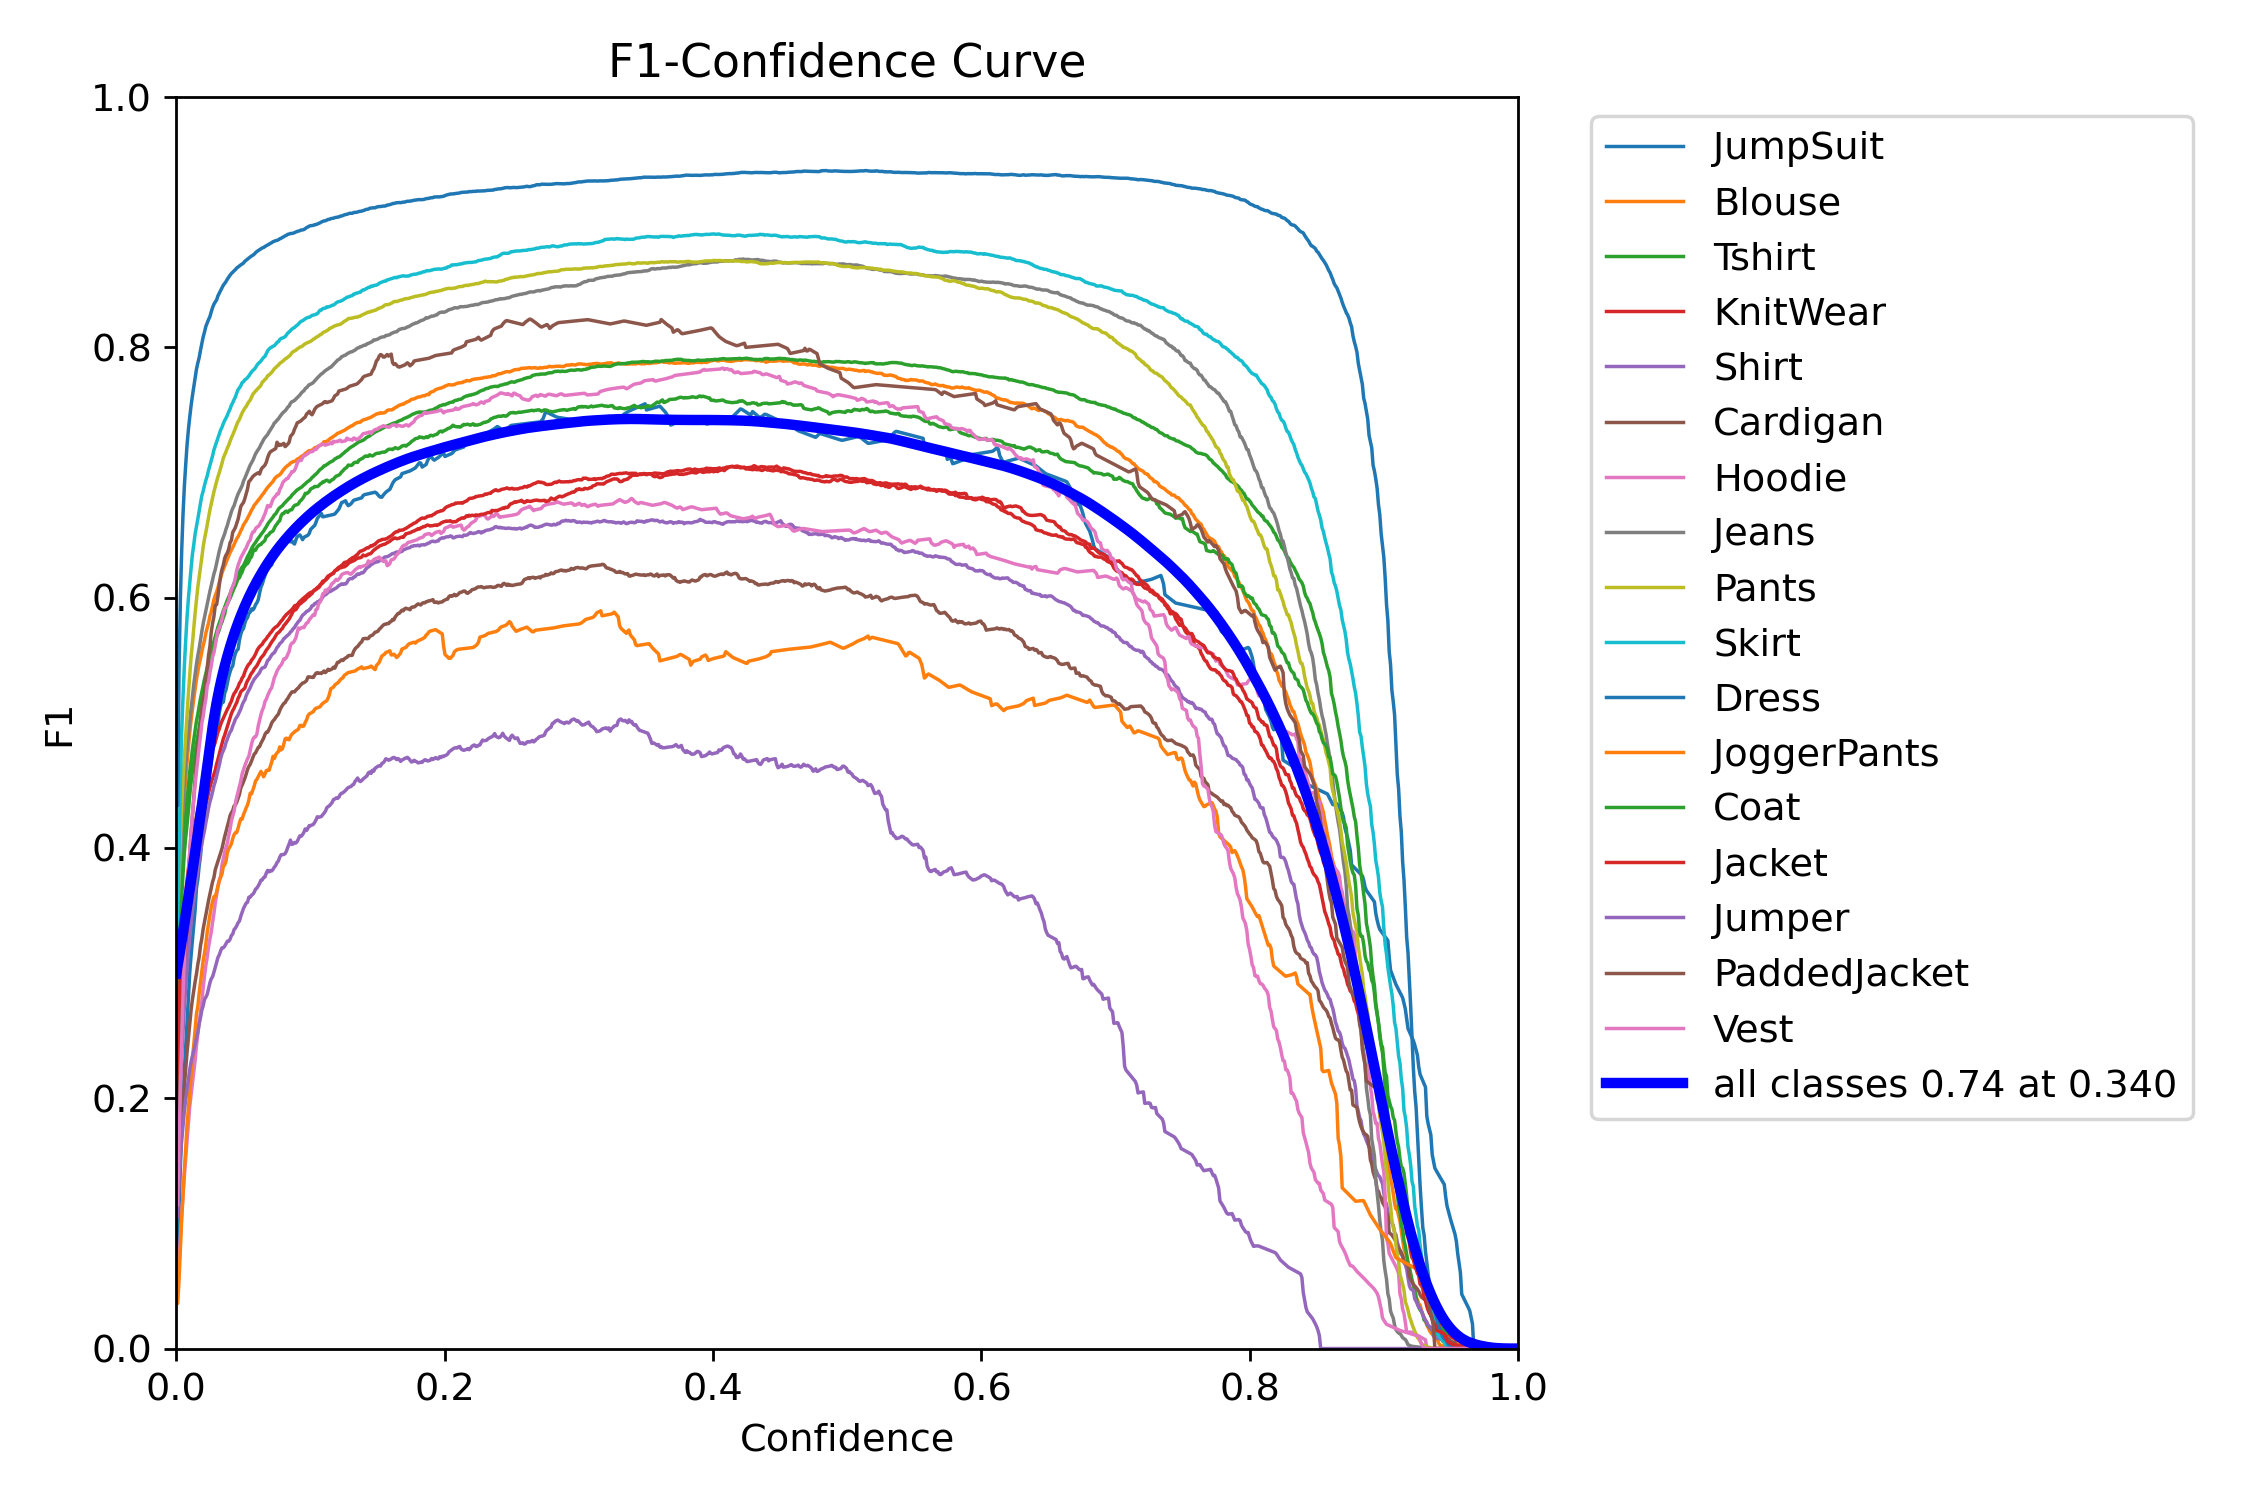 F1-Confidence Curve
1.0
0.8
0.6
0.4
0.2
0.0
F1
0.0 0.2 0.4 0.6 0.8 1.0
Confidence
JumpSuit
Blouse
Tshirt
KnitWear
Shirt
Cardigan
Hoodie
Jeans
Pants
Skirt
Dress
JoggerPants
Coat
Jacket
Jumper
PaddedJacket
Vest
all classes 0.74 at 0.340